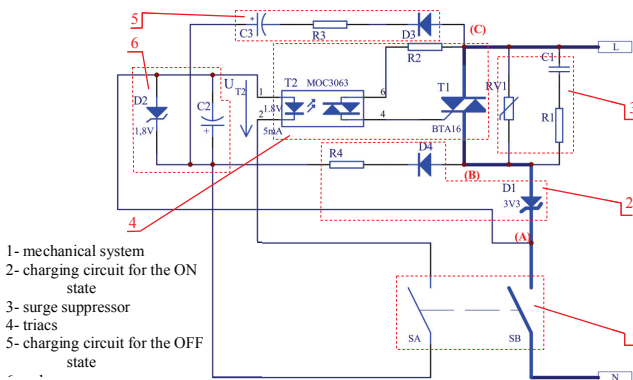 5
C3
+
R3
D3
(C)
L
6
R2
U
T2
T2
MOC3063
T1
RV1
C1
D2
1,8V
C2
+
1
1.8V
5mA
2
6
4
BTA16
R1
3
R4
D4
(B)
D1
3V3
2
4
(A)
1- mechanical system
2- charging circuit for the ON
state
3- surge suppressor
4- triacs
5- charging circuit for the OFF
state
SA
SB
N